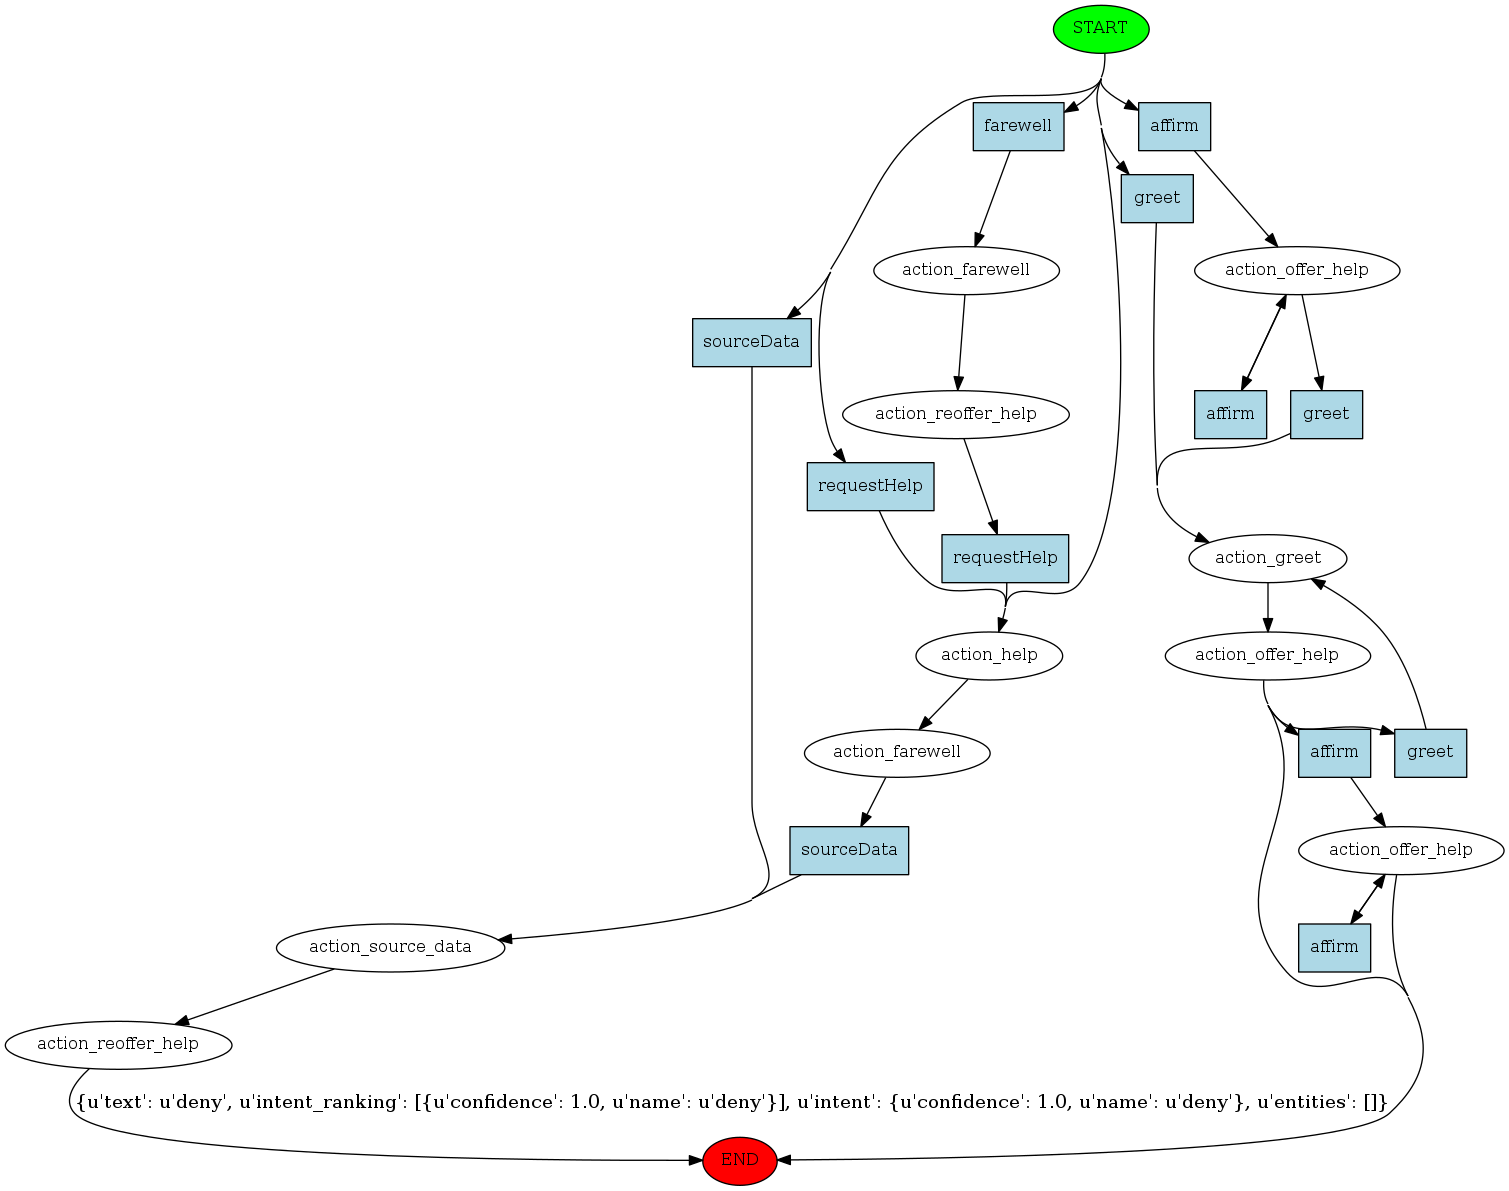 START
farewell
affirm
greet
action_farewell
action_offer_help
sourceData
action_reoffer_help
affirm
greet
requestHelp
requestHelp
action_greet
action_help
action_offer_help
action_farewell
affirm
greet
sourceData
action_offer_help
action_source_data
affirm
action_reoffer_help
{u'text': u'deny', u'intent_ranking': [{u'confidence': 1.0, u'name': u'deny'}], u'intent': {u'confidence': 1.0, u'name': u'deny'}, u'entities': []}
END